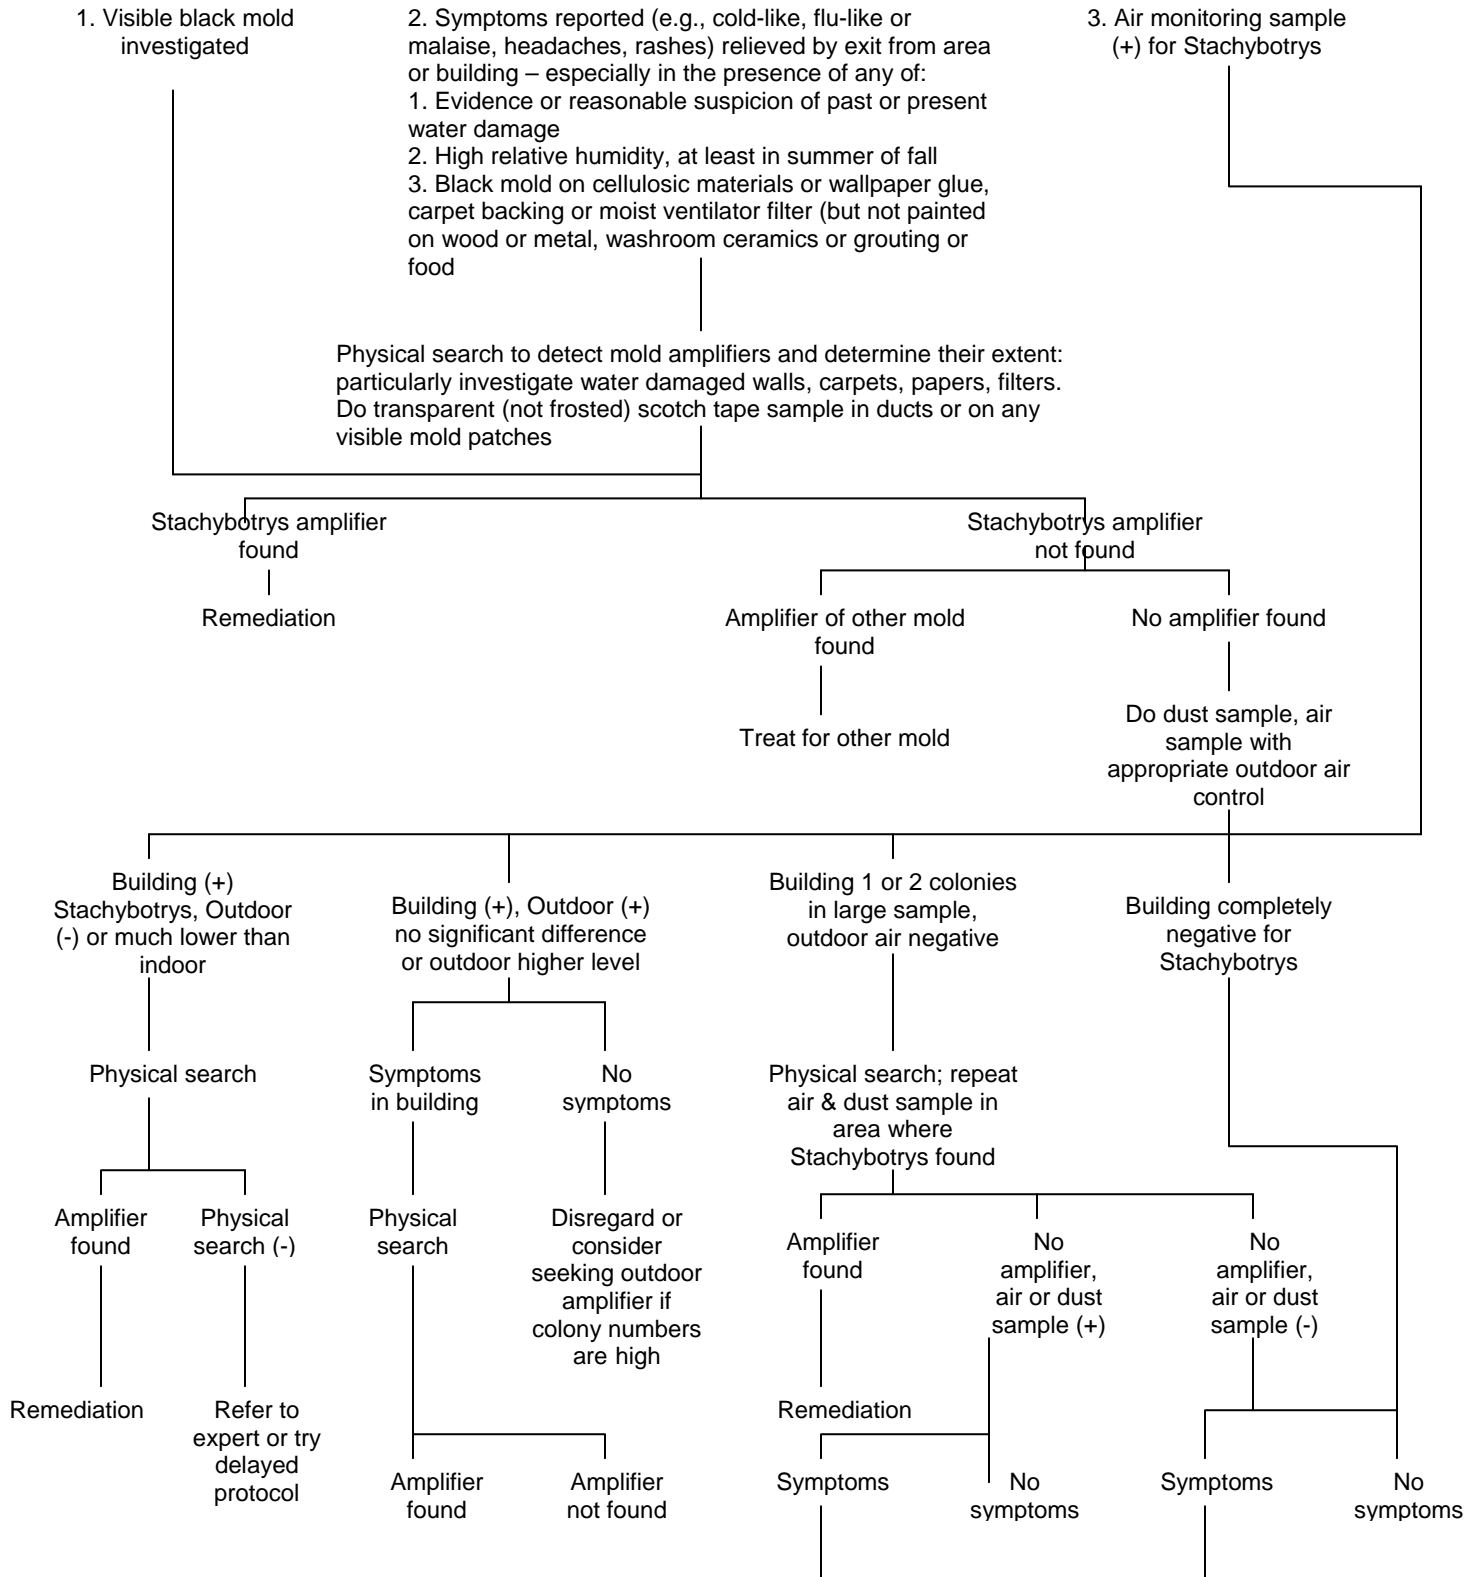 1. Visible black mold
investigated
2. Symptoms reported (e.g., cold-like, flu-like or
malaise, headaches, rashes) relieved by exit from area
or building – especially in the presence of any of:
1. Evidence or reasonable suspicion of past or present
water damage
2. High relative humidity, at least in summer of fall
3. Black mold on cellulosic materials or wallpaper glue,
carpet backing or moist ventilator filter (but not painted
on wood or metal, washroom ceramics or grouting or
food
3. Air monitoring sample
(+) for Stachybotrys
Physical search to detect mold amplifiers and determine their extent:
particularly investigate water damaged walls, carpets, papers, filters.
Do transparent (not frosted) scotch tape sample in ducts or on any
visible mold patches
Stachybotrys amplifier
found
Stachybotrys amplifier
not found
Remediation
Amplifier of other mold
found
No amplifier found
Treat for other mold
Do dust sample, air
sample with
appropriate outdoor air
control
Building (+)
Stachybotrys, Outdoor
(-) or much lower than
indoor
Building (+), Outdoor (+)
no significant difference
or outdoor higher level
Building 1 or 2 colonies
in large sample,
outdoor air negative
Building completely
negative for
Stachybotrys
Physical search
Symptoms
in building
No
symptoms
Physical search; repeat
air & dust sample in
area where
Stachybotrys found
Amplifier
found
Physical
search (-)
Physical
search
Disregard or
consider
seeking outdoor
amplifier if
colony numbers
are high
Amplifier
found
No
amplifier,
air or dust
sample (+)
No
amplifier,
air or dust
sample (-)
Remediation
Refer to
expert or try
delayed
protocol
Remediation
Amplifier
found
Amplifier
not found
Symptoms
No
symptoms
Symptoms
No
symptoms